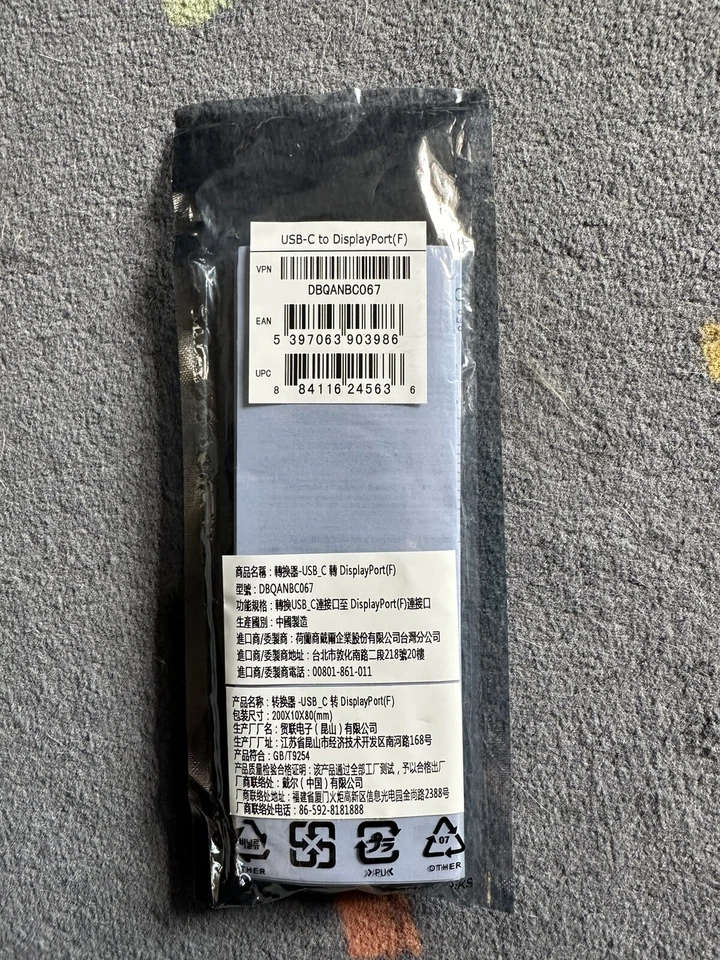 USB-C to DisplayPort(F)
VPN
DBQANBC067
EAN
5 397063 903986
UPC
8 84116 24563 6
商品名稱：轉換器-USB_C 轉 DisplayPort(F)
型號：DBQANBC067
功能規格：轉換USB_C連接口至 DisplayPort(F)連接口
生產國別：中國製造
進口商/委製商：荷蘭商戴爾企業股份有限公司台灣分公司
進口商/委製商地址：台北市敦化南路二段218號20樓
進口商/委製商電話：00801-861-011
产品名称：转换器 -USB_C 转 DisplayPort(F)
包装尺寸：200X10X80(mm)
生产厂厂名：贸联电子（昆山）有限公司
生产厂厂址：江苏省昆山市经济技术开发区南河路168号
产品符合：GB/T9254
产品质量检验合格证明：该产品通过全部工厂测试，予以合格出厂
厂商联络处：戴尔（中国）有限公司
厂商联络处地址：福建省厦门火炬高新区信息光电园金尚路2388号
厂商联络处电话：86-592-8181888
プラ
07
OTHER
>PU<
OTHER